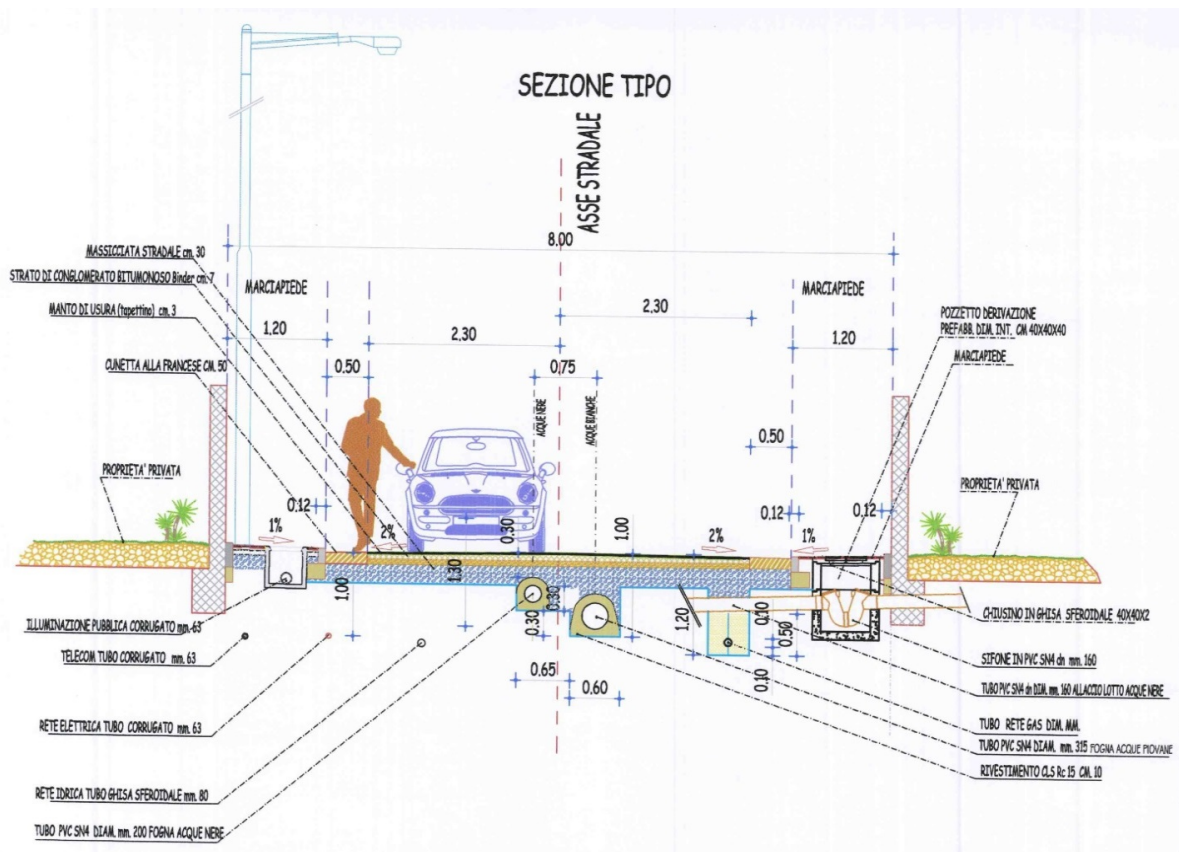 SEZIONE TIPO
ASSE STRADALE
8.00
MASSICCIATA STRADALE cm. 30
STRATO DI CONGLOMERATO BITUMONOSO Binder cm. 7
MANTO DI USURA (tapettino) cm. 3
CUNETTA ALLA FRANCESE CM. 50
MARCIAPIEDE
MARCIAPIEDE
1.20
2.30
2.30
1.20
0.50
0.75
0.50
POZZETTO DERIVAZIONE
PREFABB. DIM. INT. CM 40X40X40
MARCIAPIEDE
ACQUE NERE
ACQUE BIANCHE
PROPRIETA' PRIVATA
PROPRIETA' PRIVATA
0.12
0.12
0.12
1%
2%
2%
1%
0.30
1.00
1.00
1.30
0.30
0.30
1.20
0.10
0.50
0.10
0.65
0.60
ILLUMINAZIONE PUBBLICA CORRUGATO mm. 63
TELECOM TUBO CORRUGATO mm. 63
RETE ELETTRICA TUBO CORRUGATO mm. 63
RETE IDRICA TUBO GHISA SFEROIDALE mm. 80
TUBO PVC SN4 DIAM. mm. 200 FOGNA ACQUE NERE
CHIUSINO IN GHISA SFEROIDALE 40X40X2
SIFONE IN PVC SN4 dn mm. 160
TUBO PVC SN4 dn DIM. mm. 160 ALLACCIO LOTTO ACQUE NERE
TUBO RETE GAS DIM. MM.
TUBO PVC SN4 DIAM. mm. 315 FOGNA ACQUE PIOVANE
RIVESTIMENTO CLS Rc 15 CM. 10